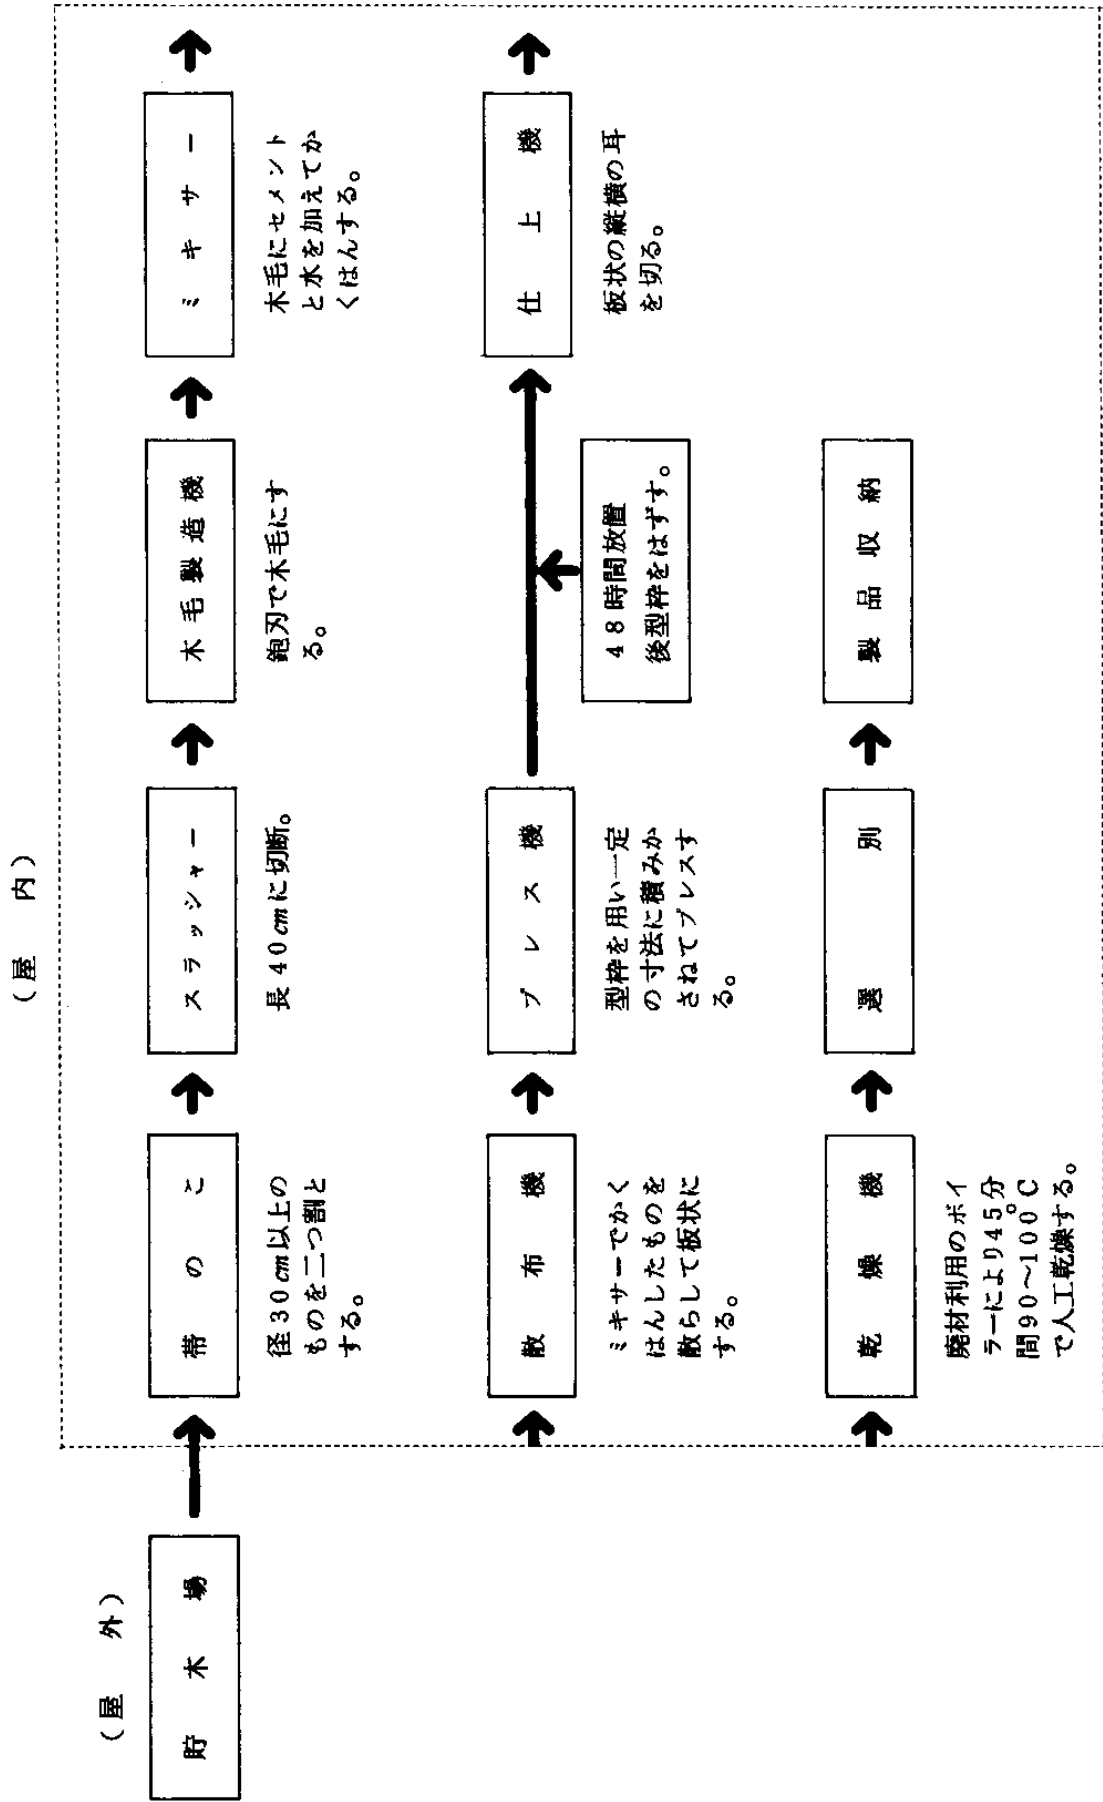 （屋　外）
（屋　内）
貯木場
帯のこ
径30cm以上の
ものを二つ割と
する。
スラッシャー
長40cmに切断。
木毛製造機
鉋刃で木毛にす
る。
ミキサー
木毛にセメント
と水を加えてか
くはんする。
散布機
ミキサーでかく
はんしたものを
散らして板状に
する。
プレス機
型枠を用い一定
の寸法に積みか
さねてプレスす
る。
48時間放置
後型枠をはずす。
仕上機
板状の縦横の耳
を切る。
乾燥機
廃材利用のボイ
ラーにより45分
間90～100°C
で人工乾燥する。
選別
製品収納